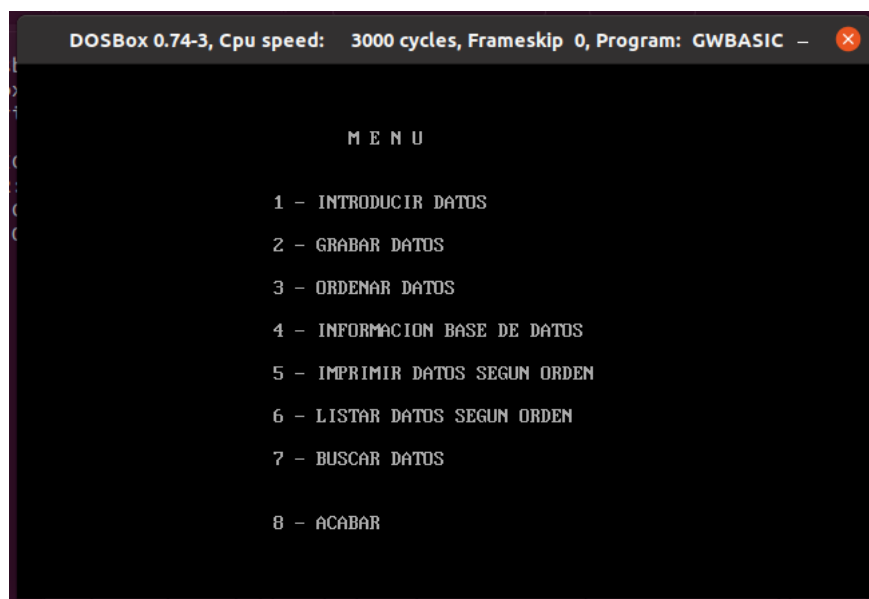 DOSBox 0.74-3, Cpu speed: 3000 cycles, Frameskip 0, Program: GWBASIC
M E N U
1 - INTRODUCIR DATOS
2 - GRABAR DATOS
3 - ORDENAR DATOS
4 - INFORMACION BASE DE DATOS
5 - IMPRIMIR DATOS SEGUN ORDEN
6 - LISTAR DATOS SEGUN ORDEN
7 - BUSCAR DATOS
8 - ACABAR